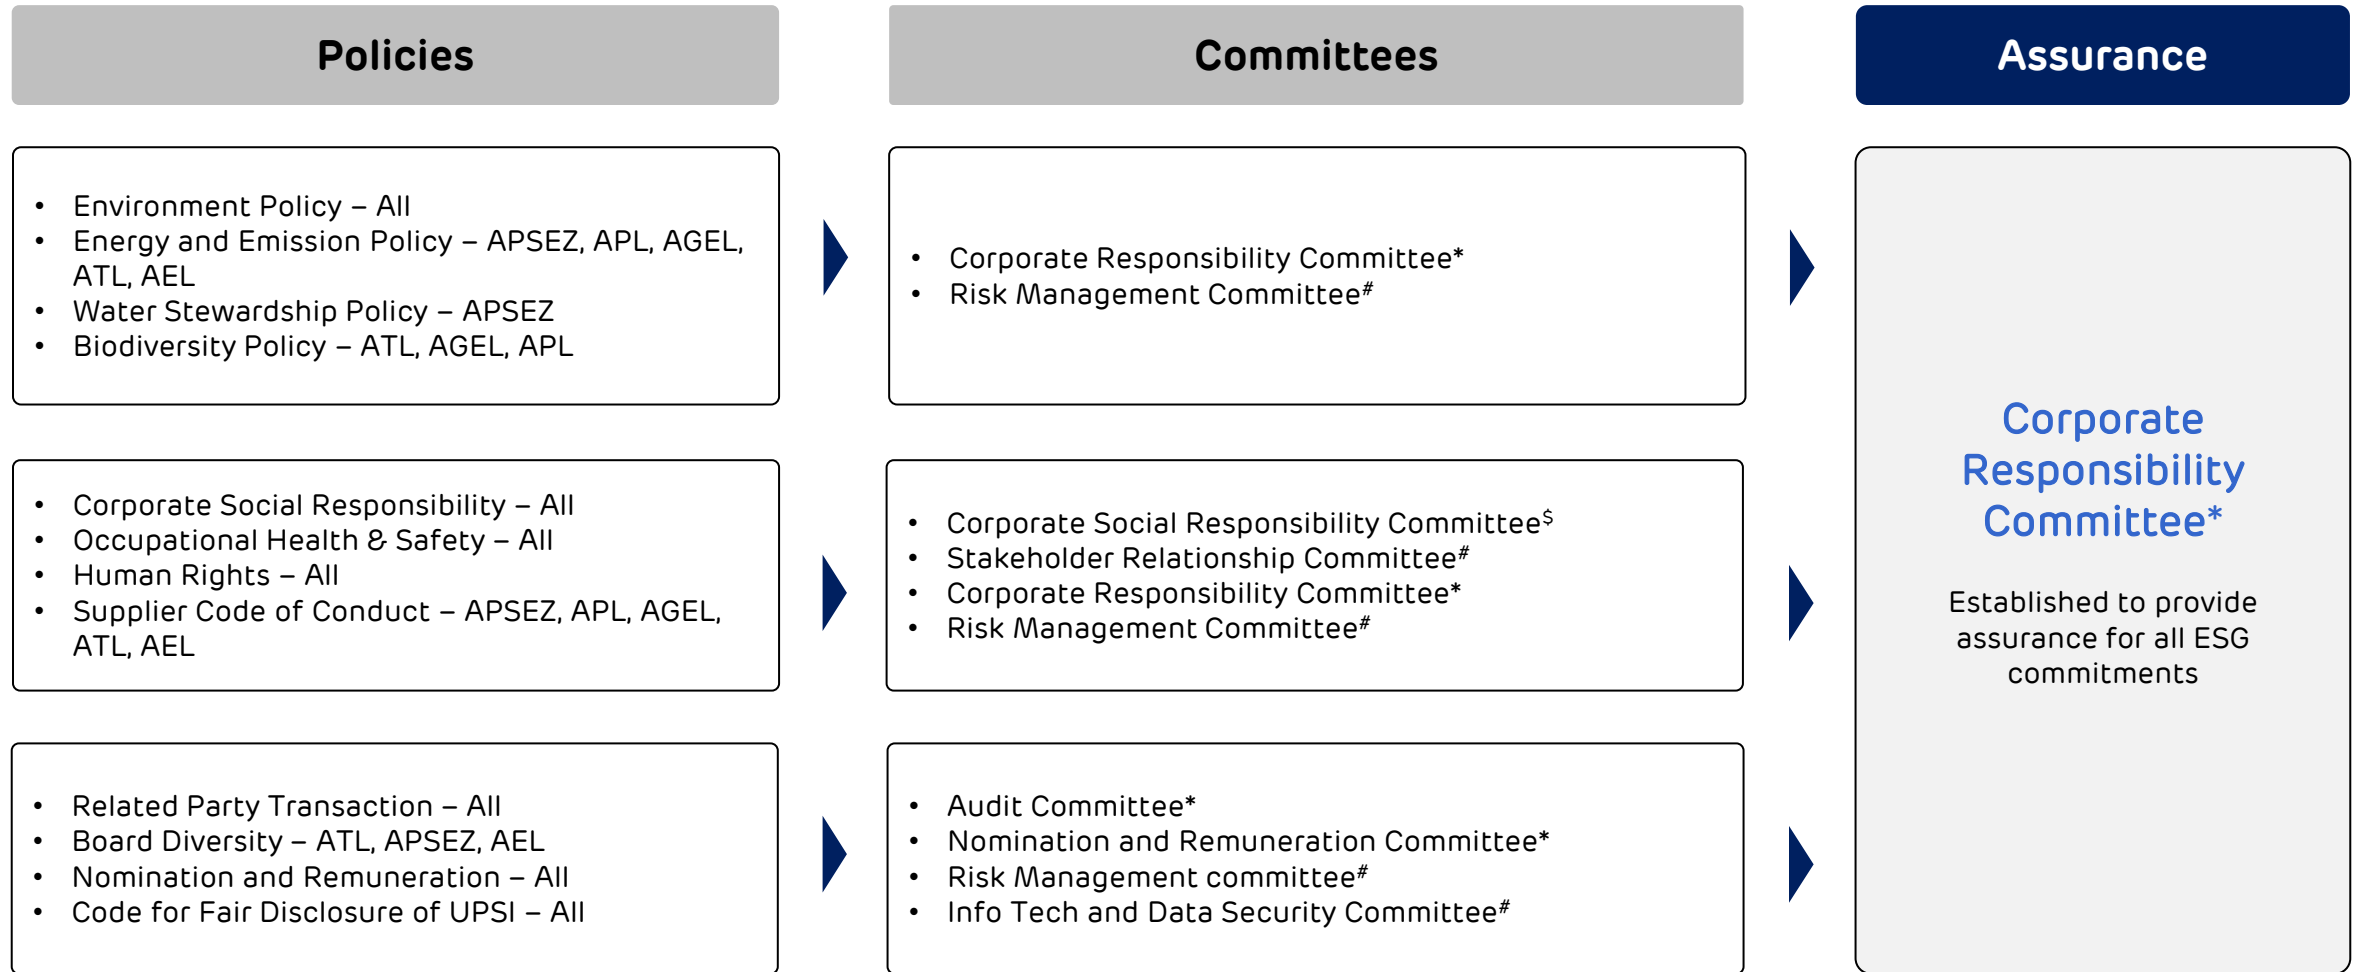 Policies
Committees
Assurance
• Environment Policy – All
• Energy and Emission Policy – APSEZ, APL, AGEL,
ATL, AEL
• Water Stewardship Policy – APSEZ
• Biodiversity Policy – ATL, AGEL, APL
• Corporate Responsibility Committee*
• Risk Management Committee#
• Corporate Social Responsibility – All
• Occupational Health & Safety – All
• Human Rights – All
• Supplier Code of Conduct – APSEZ, APL, AGEL,
ATL, AEL
• Corporate Social Responsibility Committee$
• Stakeholder Relationship Committee#
• Corporate Responsibility Committee*
• Risk Management Committee#
• Related Party Transaction – All
• Board Diversity – ATL, APSEZ, AEL
• Nomination and Remuneration – All
• Code for Fair Disclosure of UPSI – All
• Audit Committee*
• Nomination and Remuneration Committee*
• Risk Management committee#
• Info Tech and Data Security Committee#
Corporate
Responsibility
Committee*
Established to provide
assurance for all ESG
commitments